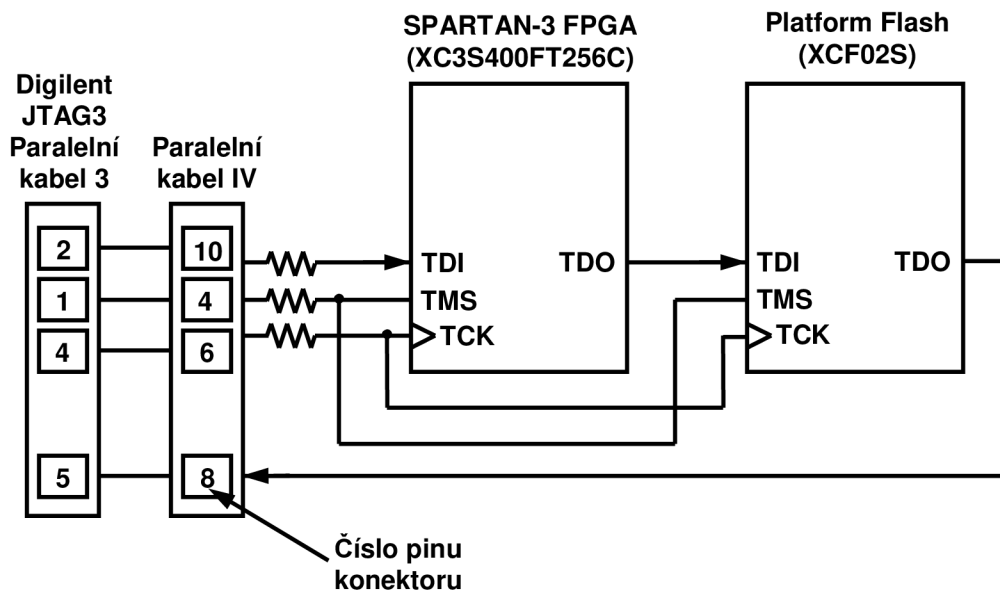 SPARTAN-3 FPGA
(XC3S400FT256C)
Platform Flash
(XCF02S)
Digilent
JTAG3
Paralelní
kabel 3
Paralelní
kabel IV
2
10
TDI
TDO
TDI
TDO
1
4
TMS
TMS
4
6
TCK
TCK
5
8
Číslo pinu
konektoru